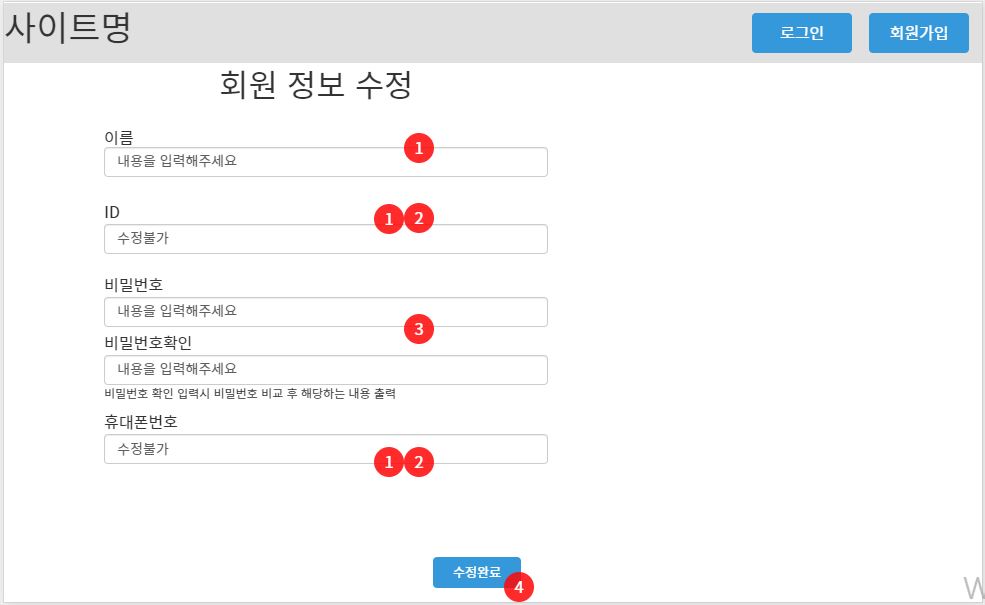 사이트명
로그인
회원가입
회원 정보 수정
이름
1
내용을 입력해주세요
ID
1 2
수정불가
비밀번호
내용을 입력해주세요
3
비밀번호확인
내용을 입력해주세요
비밀번호 확인 입력시 비밀번호 비교 후 해당하는 내용 출력
휴대폰번호
수정불가
1 2
수정완료
4
W